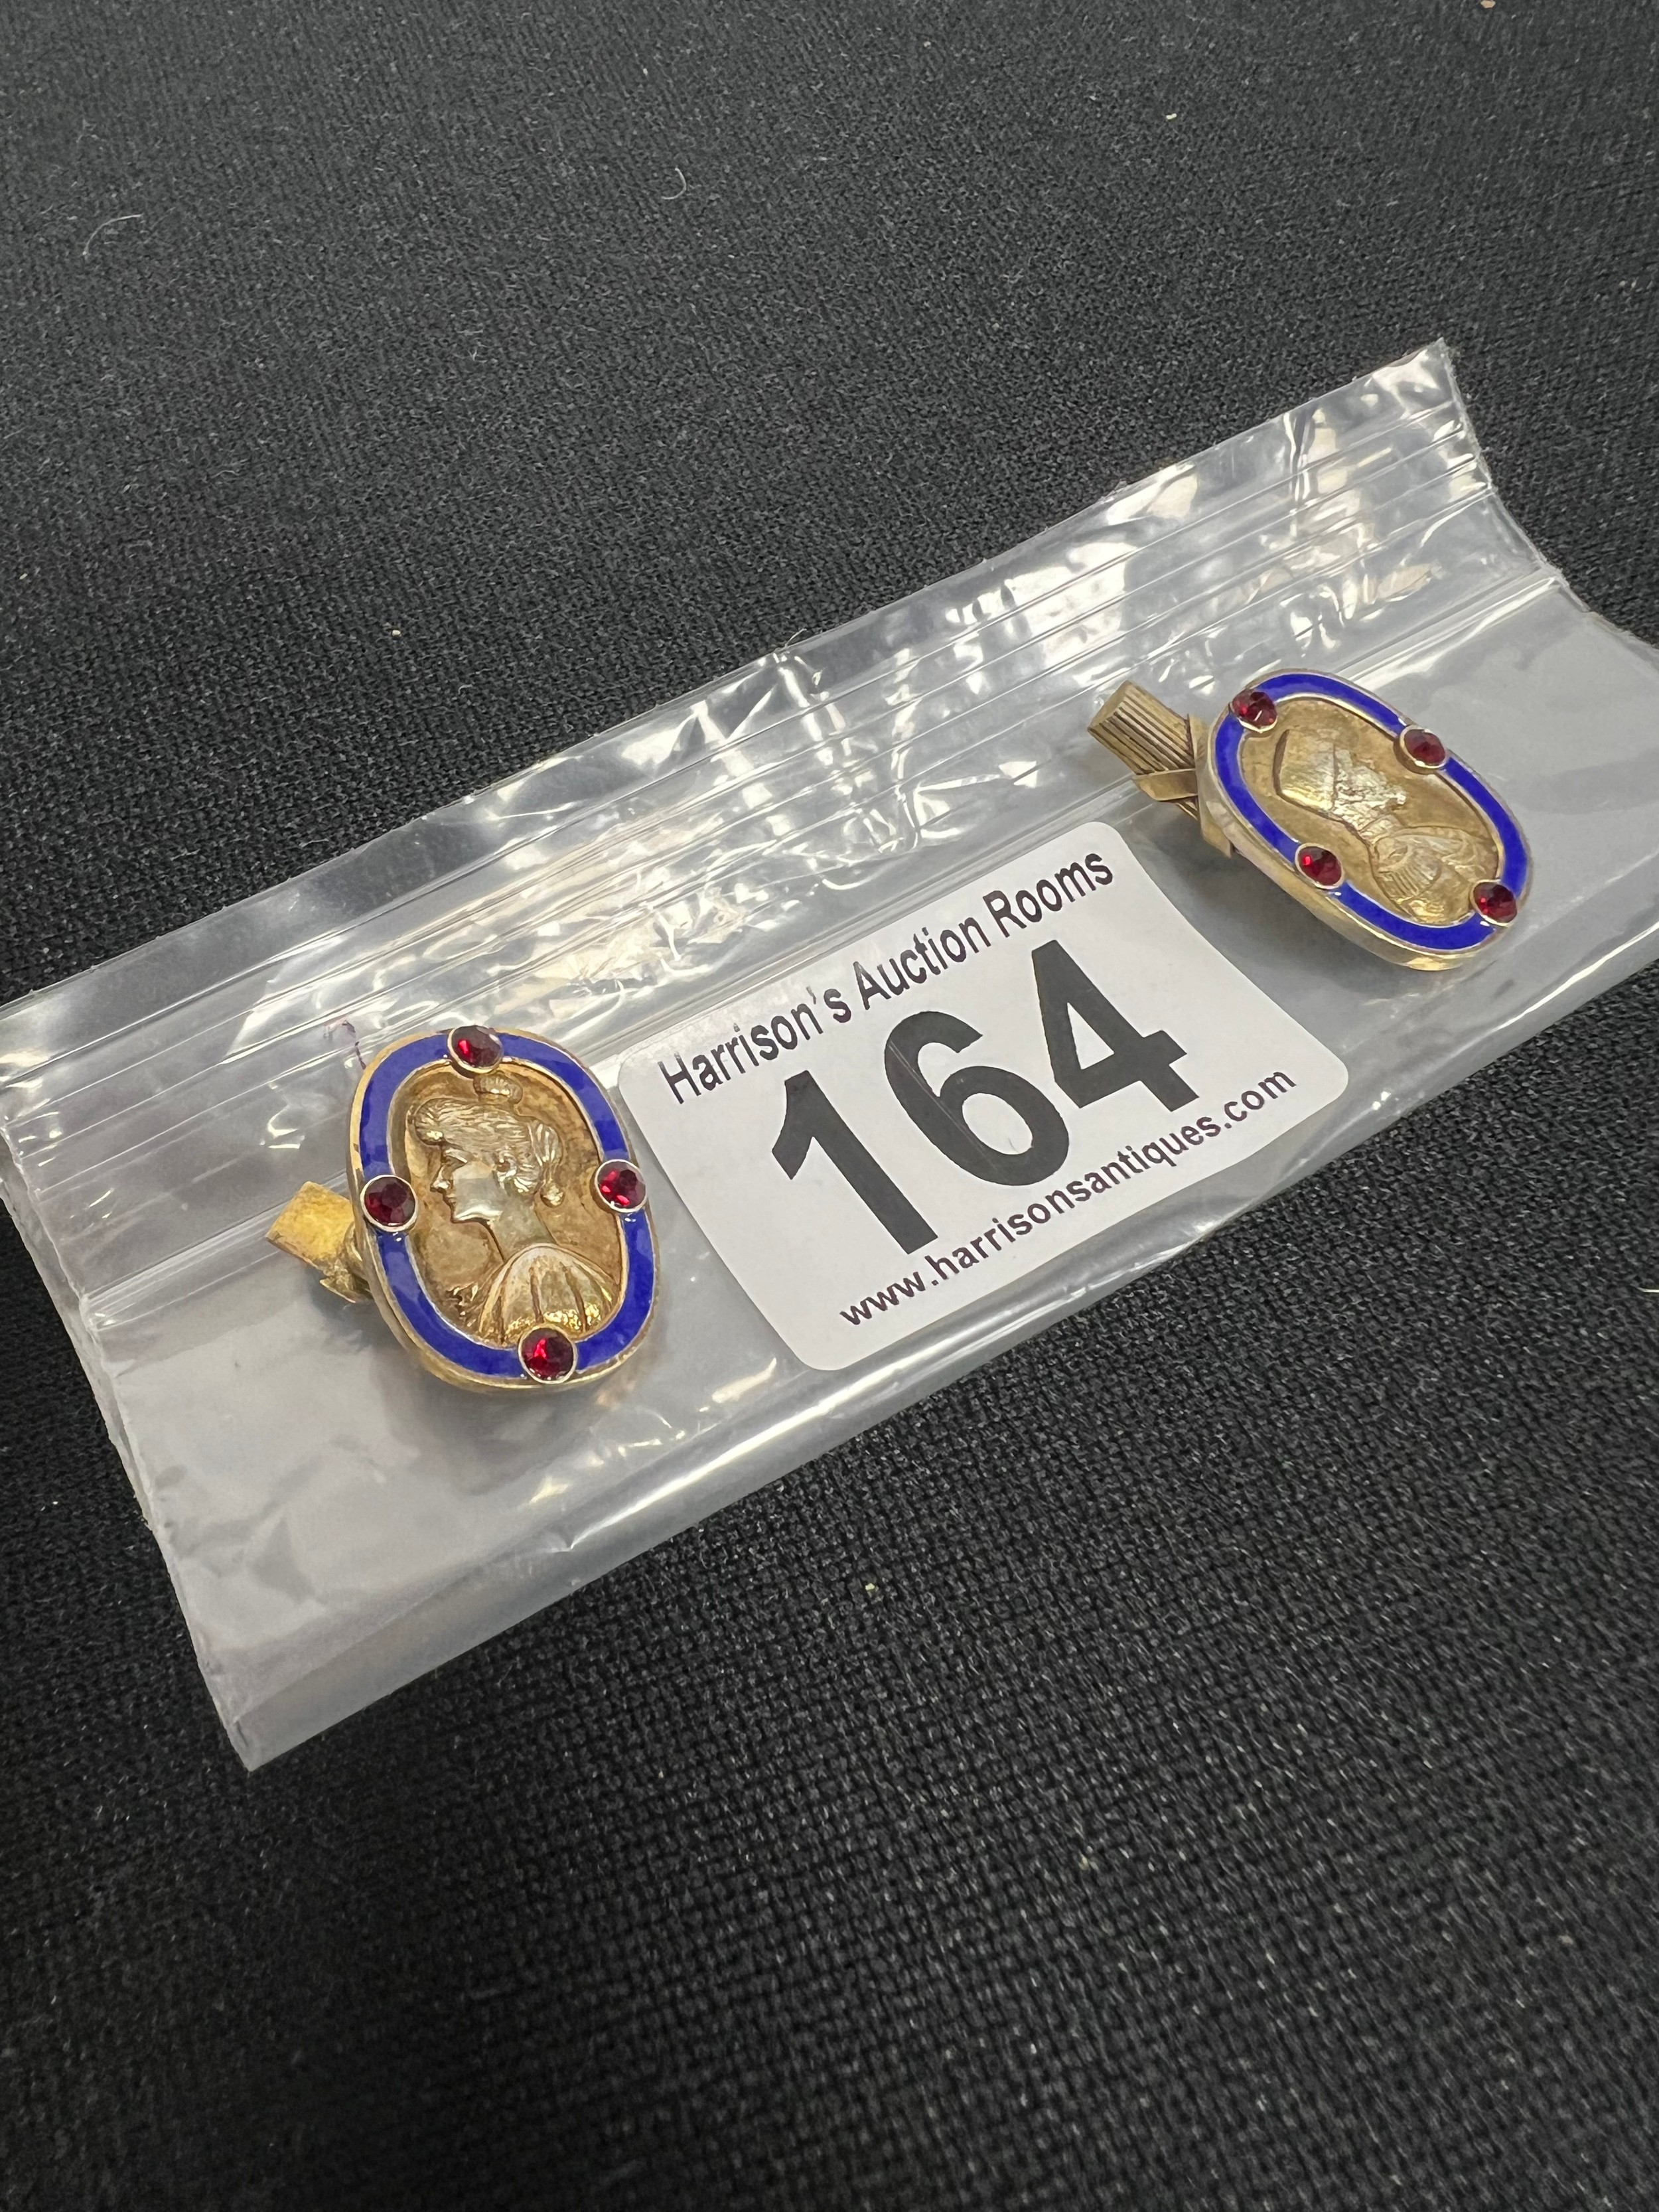 Harrison's Auction Rooms
164
www.harrisonsantiques.com